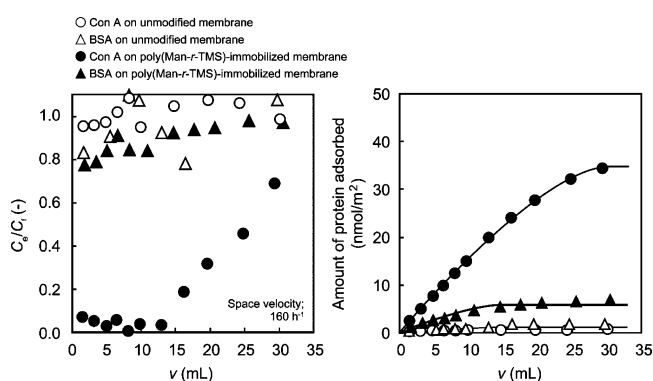 Con A on unmodified membrane
BSA on unmodified membrane
Con A on poly(Man-r-TMS)-immobilized membrane
BSA on poly(Man-r-TMS)-immobilized membrane
1.0
0.8
0.6
0.4
0.2
0.0
Ce/Cf (-)
Space velocity;
160 h-1
0 5 10 15 20 25 30 35
v (mL)
50
40
30
20
10
0
Amount of protein adsorbed
(nmol/m2)
0 5 10 15 20 25 30 35
v (mL)